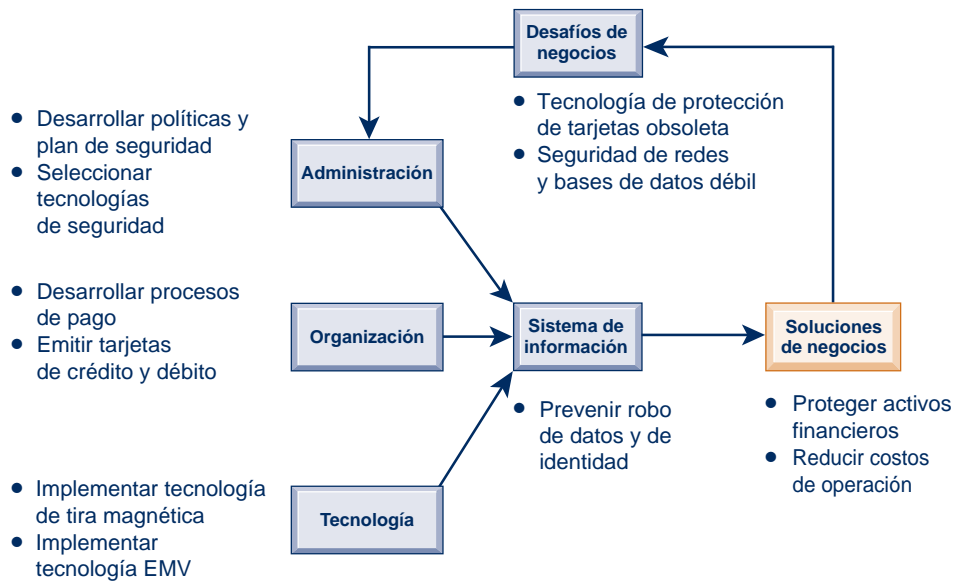 Desafíos de
negocios
• Tecnología de protección
de tarjetas obsoleta
• Seguridad de redes
y bases de datos débil
• Desarrollar políticas y
plan de seguridad
• Seleccionar
tecnologías
de seguridad
Administración
• Desarrollar procesos
de pago
• Emitir tarjetas
de crédito y débito
Organización
Sistema de
información
• Prevenir robo
de datos y de
identidad
Soluciones
de negocios
• Proteger activos
financieros
• Reducir costos
de operación
• Implementar tecnología
de tira magnética
• Implementar
tecnología EMV
Tecnología